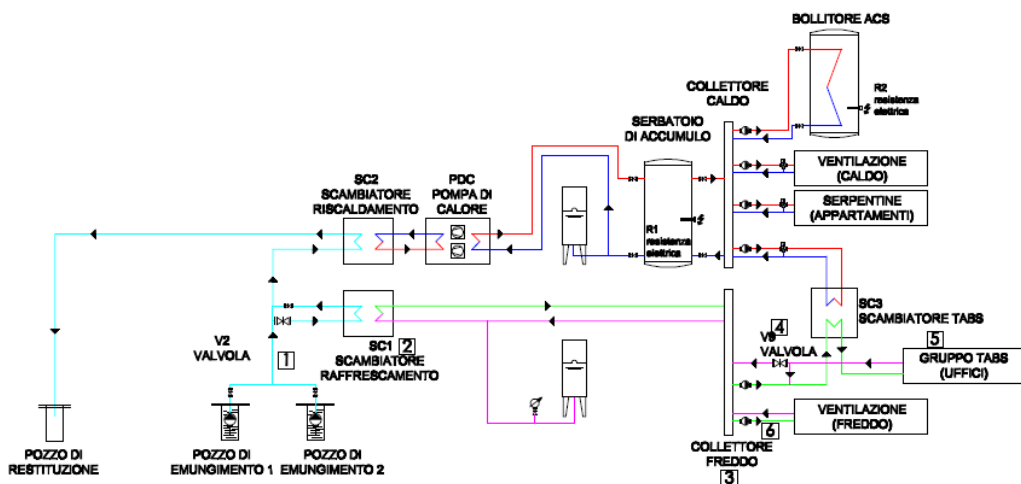 BOLLITORE ACS
R2
resistenza
elettrica
COLLETTORE
CALDO
SERBATOIO
DI ACCUMULO
R1
resistenza
elettrica
VENTILAZIONE
(CALDO)
SERPENTINE
(APPARTAMENTI)
SC2
SCAMBIATORE
RISCALDAMENTO
PDC
POMPA DI
CALORE
SC3
SCAMBIATORE TABS
SC1 2
SCAMBIATORE
RAFFRESCAMENTO
V2
VALVOLA
1
4
V9
VALVOLA
5
GRUPPO TABS
(UFFICI)
VENTILAZIONE
(FREDDO)
6
COLLETTORE
FREDDO
3
POZZO DI
RESTITUZIONE
POZZO DI
EMUNGIMENTO 1
POZZO DI
EMUNGIMENTO 2